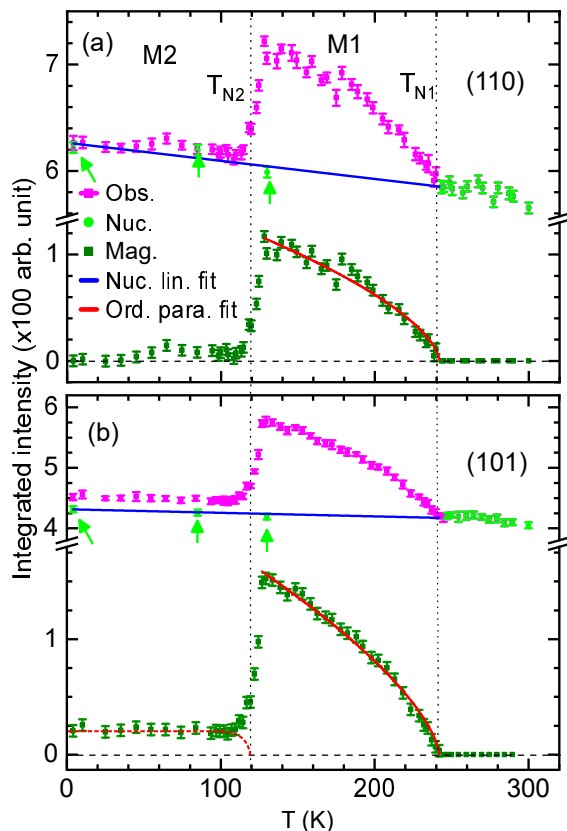 (a)
M2
M1
T_N2
T_N1
(110)
7
6
1
0
Obs.
Nuc.
Mag.
Nuc. lin. fit
Ord. para. fit
Integrated intensity (x100 arb. unit)
(b)
(101)
6
5
4
1
0
0 100 200 300
T (K)